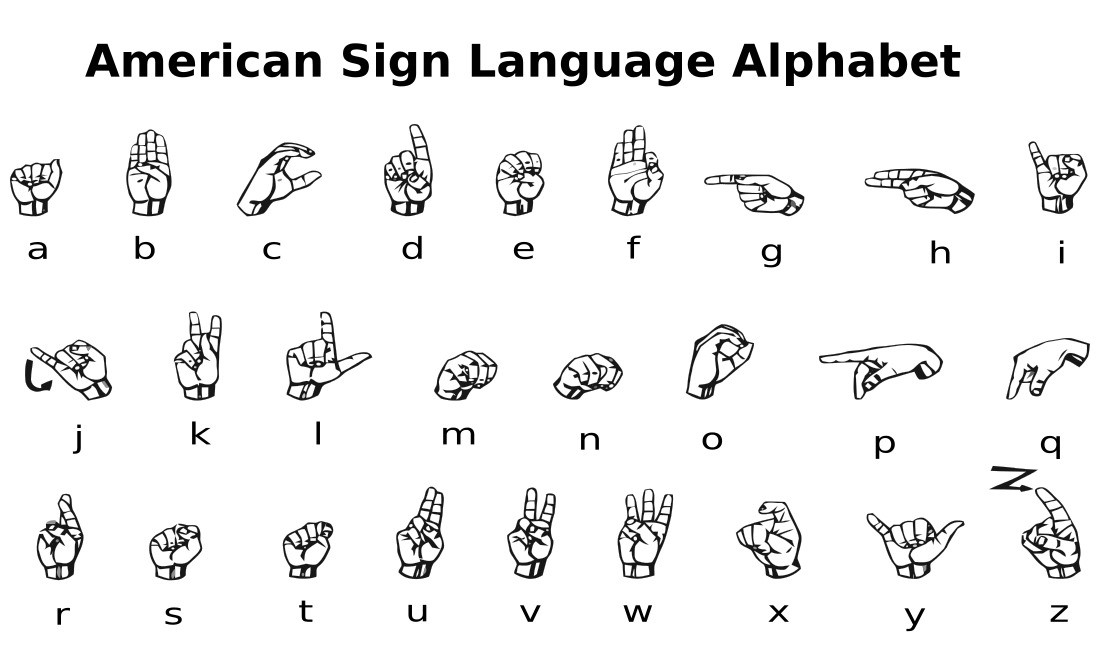 American Sign Language Alphabet
a b c d e f g h i
j k l m n o p q
Z
r s t u v w x y z